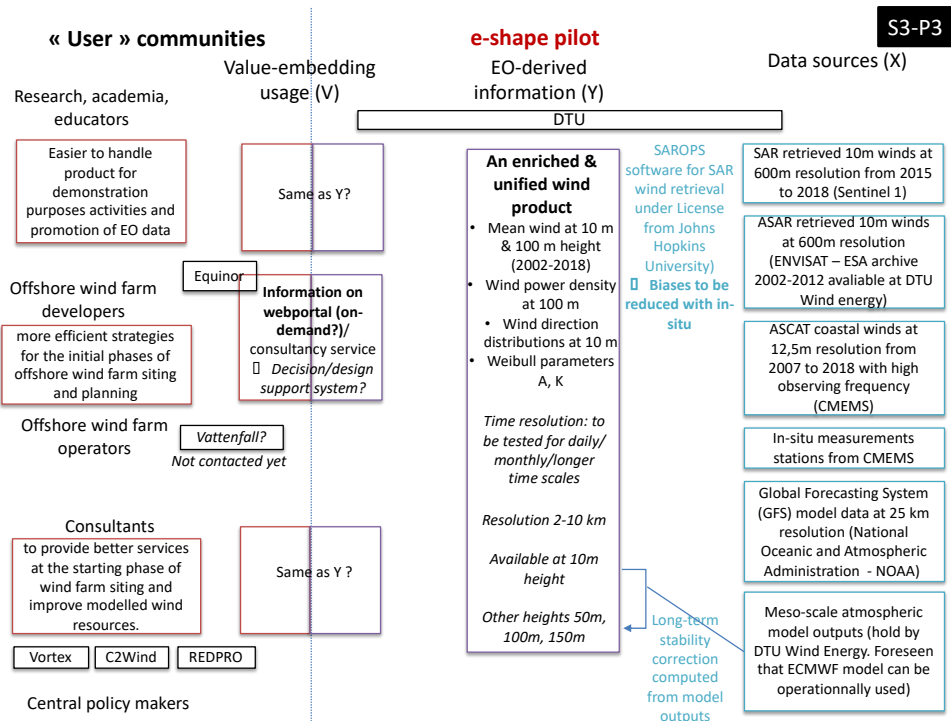 S3-P3
« User » communities
e-shape pilot
Value-embedding
usage (V)
EO-derived
information (Y)
Data sources (X)
DTU
Research, academia,
educators
Easier to handle
product for
demonstration
purposes activities and
promotion of EO data
Same as Y?
Equinor
Offshore wind farm
developers
more efficient strategies
for the initial phases of
offshore wind farm siting
and planning
Information on
webportal (on-
demand?)/
consultancy service
▯ Decision/design
support system?
Offshore wind farm
operators
Vattenfall?
Not contacted yet
Consultants
to provide better services
at the starting phase of
wind farm siting and
improve modelled wind
resources.
Same as Y ?
Vortex
C2Wind
REDPRO
Central policy makers
An enriched &
unified wind
product
• Mean wind at 10 m
& 100 m height
(2002-2018)
• Wind power density
at 100 m
• Wind direction
distributions at 10 m
• Weibull parameters
A, K
Time resolution: to
be tested for daily/
monthly/longer
time scales
Resolution 2-10 km
Available at 10m
height
Other heights 50m,
100m, 150m
SAROPS
software for SAR
wind retrieval
under License
from Johns
Hopkins
University)
▯ Biases to be
reduced with in-
situ
Long-term
stability
correction
computed
from model
outputs
SAR retrieved 10m winds at
600m resolution from 2015
to 2018 (Sentinel 1)
ASAR retrieved 10m winds
at 600m resolution
(ENVISAT – ESA archive
2002-2012 avaliable at DTU
Wind energy)
ASCAT coastal winds at
12,5m resolution from
2007 to 2018 with high
observing frequency
(CMEMS)
In-situ measurements
stations from CMEMS
Global Forecasting System
(GFS) model data at 25 km
resolution (National
Oceanic and Atmospheric
Administration - NOAA)
Meso-scale atmospheric
model outputs (hold by
DTU Wind Energy. Foreseen
that ECMWF model can be
operationnally used)